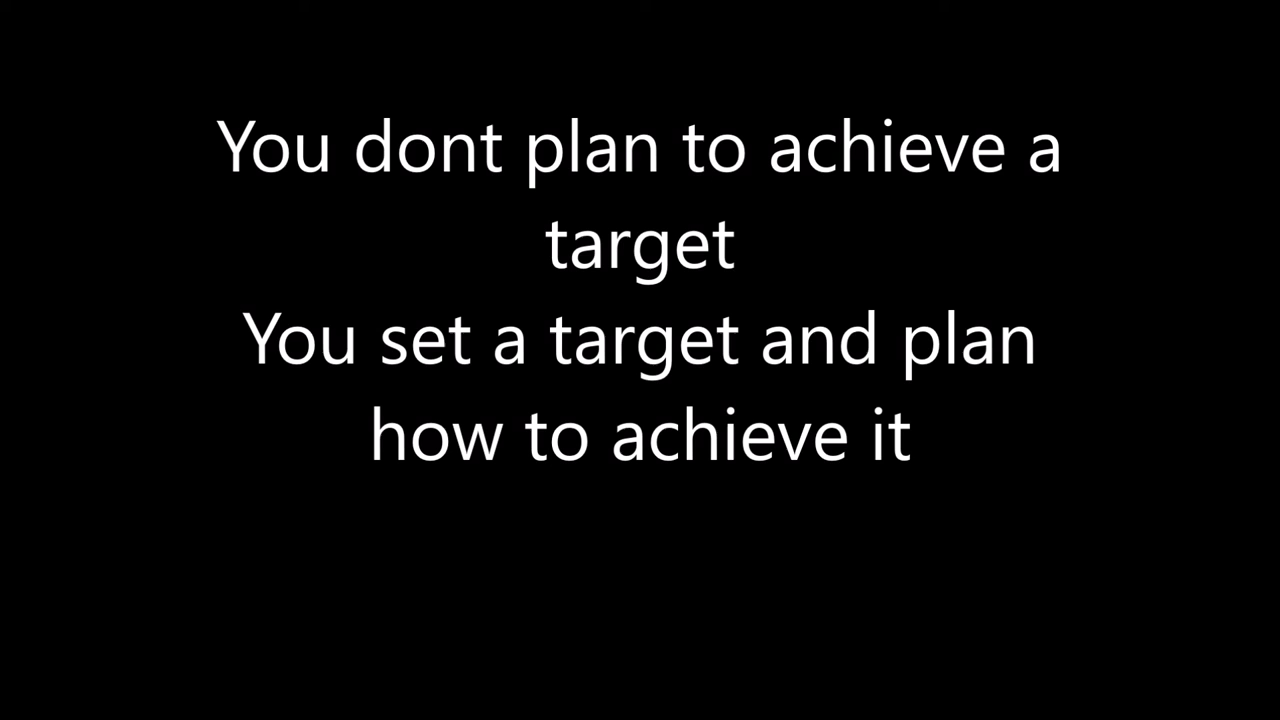 You dont plan to achieve a
target
You set a target and plan
how to achieve it